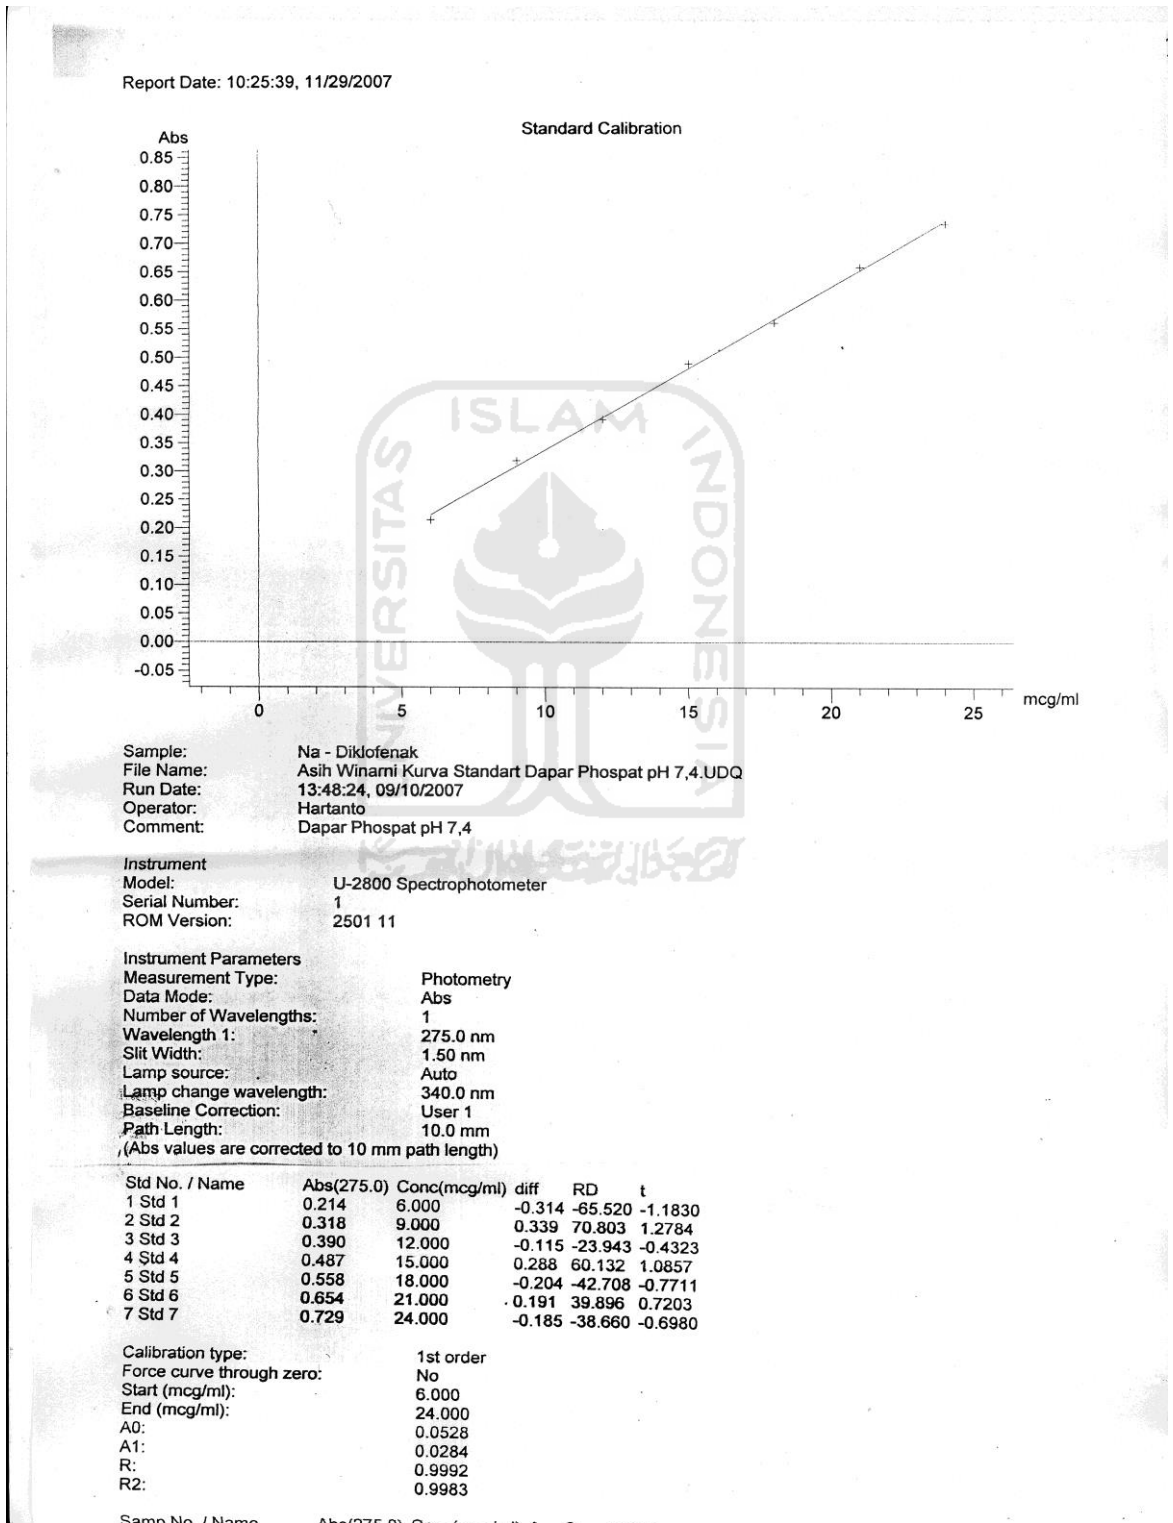 Report Date: 10:25:39, 11/29/2007
Standard Calibration
Abs
0.85
0.80
0.75
0.70
0.65
0.60
0.55
0.50
0.45
0.40
0.35
0.30
0.25
0.20
0.15
0.10
0.05
0.00
-0.05
0 5 10 15 20 25 mcg/ml
UNIVERSITAS ISLAM INDONESIA
Sample: Na - Diklofenak
File Name: Asih Winarni Kurva Standart Dapar Phospat pH 7,4.UDQ
Run Date: 13:48:24, 09/10/2007
Operator: Hartanto
Comment: Dapar Phospat pH 7,4
Instrument
Model: U-2800 Spectrophotometer
Serial Number: 1
ROM Version: 2501 11
Instrument Parameters
Measurement Type: Photometry
Data Mode: Abs
Number of Wavelengths: 1
Wavelength 1: 275.0 nm
Slit Width: 1.50 nm
Lamp source: Auto
Lamp change wavelength: 340.0 nm
Baseline Correction: User 1
Path Length: 10.0 mm
(Abs values are corrected to 10 mm path length)
Std No. / Name Abs(275.0) Conc(mcg/ml) diff RD t
1 Std 1 0.214 6.000 -0.314 -65.520 -1.1830
2 Std 2 0.318 9.000 0.339 70.803 1.2784
3 Std 3 0.390 12.000 -0.115 -23.943 -0.4323
4 Std 4 0.487 15.000 0.288 60.132 1.0857
5 Std 5 0.558 18.000 -0.204 -42.708 -0.7711
6 Std 6 0.654 21.000 0.191 39.896 0.7203
7 Std 7 0.729 24.000 -0.185 -38.660 -0.6980
Calibration type: 1st order
Force curve through zero: No
Start (mcg/ml): 6.000
End (mcg/ml): 24.000
A0: 0.0528
A1: 0.0284
R: 0.9992
R2: 0.9983
Samp No. / Name